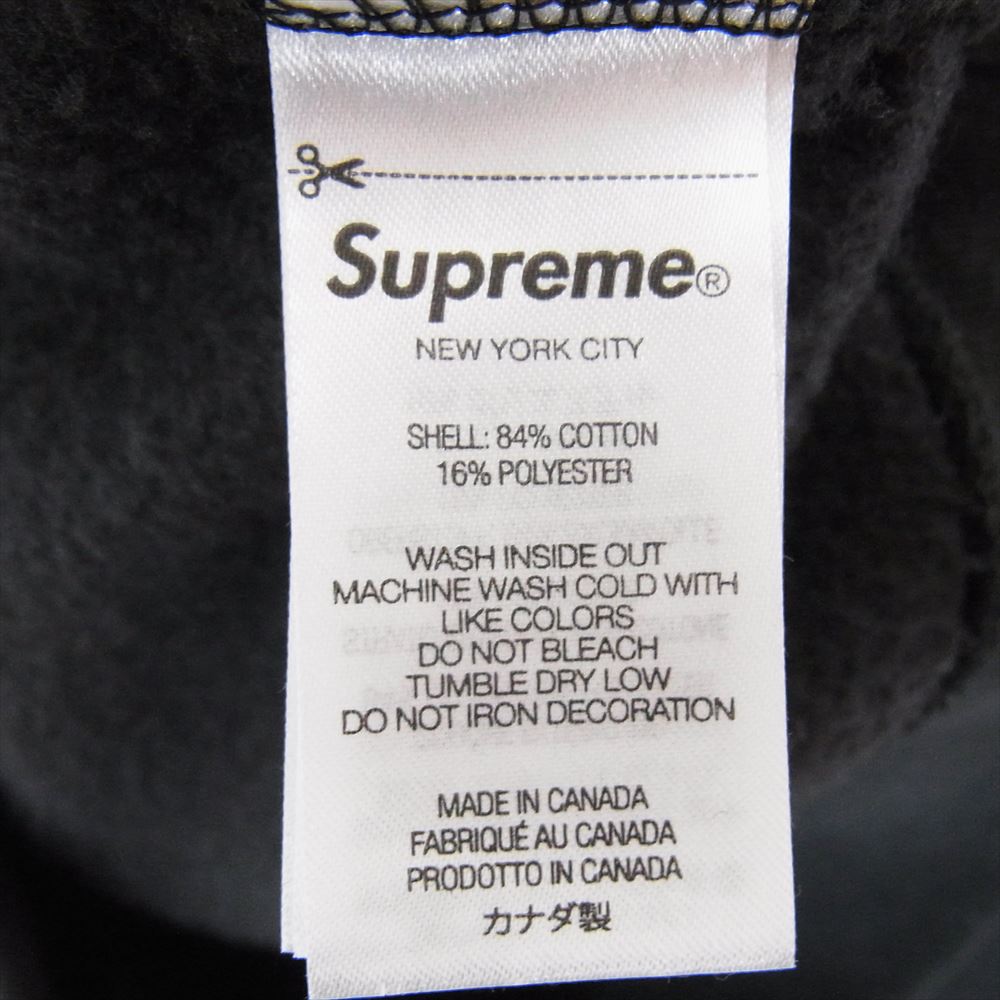 Supreme®
NEW YORK CITY
SHELL: 84% COTTON
16% POLYESTER
WASH INSIDE OUT
MACHINE WASH COLD WITH
LIKE COLORS
DO NOT BLEACH
TUMBLE DRY LOW
DO NOT IRON DECORATION
MADE IN CANADA
FABRIQUÉ AU CANADA
PRODOTTO IN CANADA
カナダ製